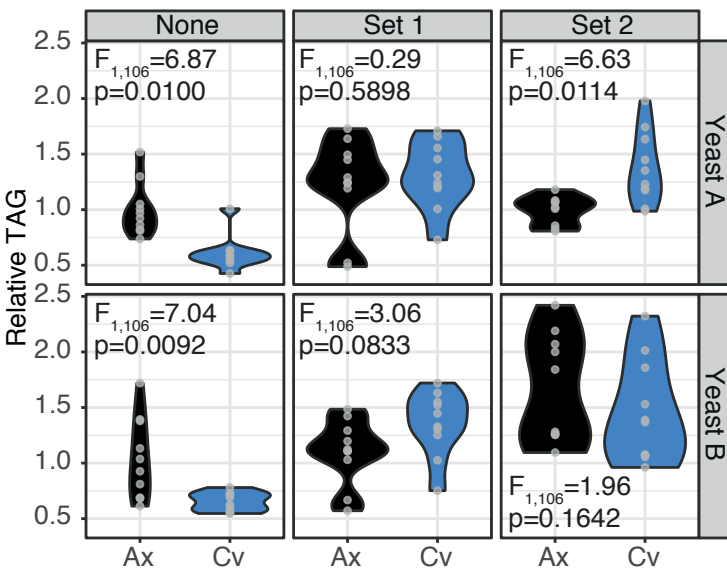 None Set 1 Set 2
Relative TAG
2.5
2.0
1.5
1.0
0.5
F1,106=6.87
p=0.0100
F1,106=0.29
p=0.5898
F1,106=6.63
p=0.0114
Yeast A
2.5
2.0
1.5
1.0
0.5
F1,106=7.04
p=0.0092
F1,106=3.06
p=0.0833
F1,106=1.96
p=0.1642
Yeast B
Ax Cv Ax Cv Ax Cv